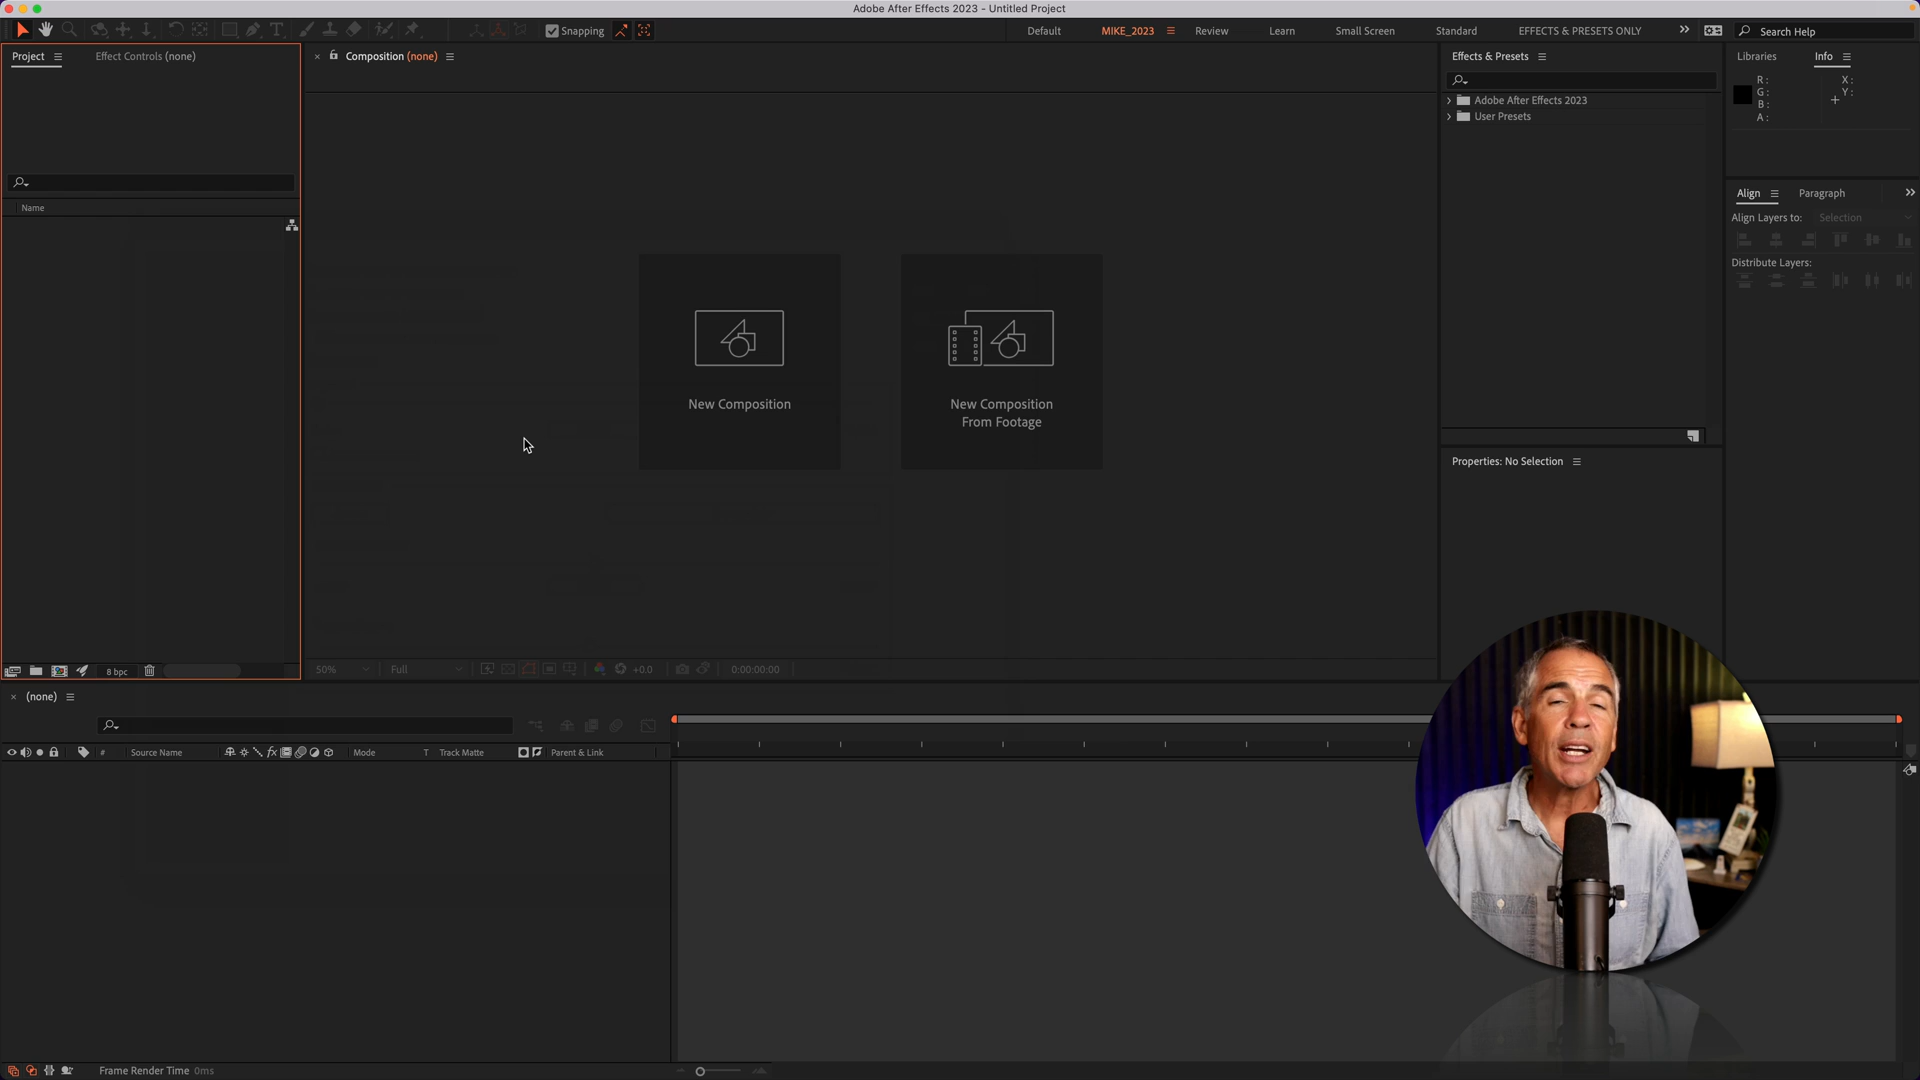 Adobe After Effects 2023 - Untitled Project
Snapping
Default
MIKE_2023
Review
Learn
Small Screen
Standard
EFFECTS & PRESETS ONLY
Search Help
Project
Effect Controls (none)
Composition (none)
Effects & Presets
Libraries
Info
R:
G:
B:
A:
X:
Y:
Adobe After Effects 2023
User Presets
Name
Align
Paragraph
Align Layers to:
Selection
Distribute Layers:
New Composition
New Composition
From Footage
Properties: No Selection
8 bpc
50%
Full
+0.0
0:00:00:00
(none)
#
Source Name
fx
Mode
T
Track Matte
Parent & Link
Frame Render Time 0ms